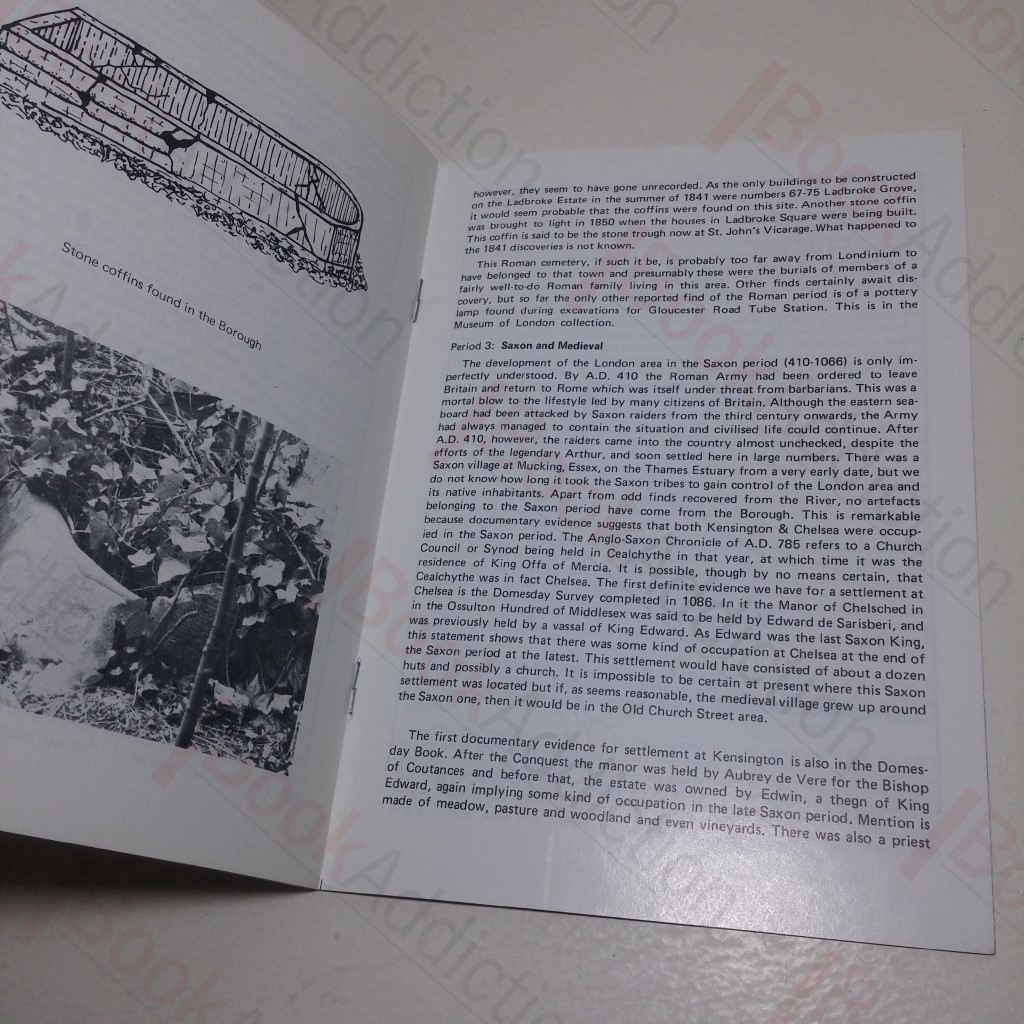 Stone coffins found in the Borough
however, they seem to have gone unrecorded. As the only buildings to be constructed
on the Ladbroke Estate in the summer of 1841 were numbers 67-75 Ladbroke Grove,
it would seem probable that the coffins were found on this site. Another stone coffin
was brought to light in 1850 when the houses in Ladbroke Square were being built.
This coffin is said to be the stone trough now at St. John's Vicarage. What happened to
the 1841 discoveries is not known.
This Roman cemetery, if such it be, is probably too far away from Londinium to
have belonged to that town and presumably these were the burials of members of a
fairly well-to-do Roman family living in this area. Other finds certainly await dis-
covery, but so far the only other reported find of the Roman period is of a pottery
lamp found during excavations for Gloucester Road Tube Station. This is in the
Museum of London collection.
Period 3: Saxon and Medieval
The development of the London area in the Saxon period (410-1066) is only im-
perfectly understood. By A.D. 410 the Roman Army had been ordered to leave
Britain and return to Rome which was itself under threat from barbarians. This was a
mortal blow to the lifestyle led by many citizens of Britain. Although the eastern sea-
board had been attacked by Saxon raiders from the third century onwards, the Army
had always managed to contain the situation and civilised life could continue. After
A.D. 410, however, the raiders came into the country almost unchecked, despite the
efforts of the legendary Arthur, and soon settled here in large numbers. There was a
Saxon village at Mucking, Essex, on the Thames Estuary from a very early date, but we
do not know how long it took the Saxon tribes to gain control of the London area and
its native inhabitants. Apart from odd finds recovered from the River, no artefacts
belonging to the Saxon period have come from the Borough. This is remarkable
because documentary evidence suggests that both Kensington & Chelsea were occup-
ied in the Saxon period. The Anglo-Saxon Chronicle of A.D. 785 refers to a Church
Council or Synod being held in Cealchythe in that year, at which time it was the
residence of King Offa of Mercia. It is possible, though by no means certain, that
Cealchythe was in fact Chelsea. The first definite evidence we have for a settlement at
Chelsea is the Domesday Survey completed in 1086. In it the Manor of Chelsched in
in the Ossulton Hundred of Middlesex was said to be held by Edward de Sarisberi, and
was previously held by a vassal of King Edward. As Edward was the last Saxon King,
this statement shows that there was some kind of occupation at Chelsea at the end of
the Saxon period at the latest. This settlement would have consisted of about a dozen
huts and possibly a church. It is impossible to be certain at present where this Saxon
settlement was located but if, as seems reasonable, the medieval village grew up around
the Saxon one, then it would be in the Old Church Street area.
The first documentary evidence for settlement at Kensington is also in the Domes-
day Book. After the Conquest the manor was held by Aubrey de Vere for the Bishop
of Coutances and before that, the estate was owned by Edwin, a thegn of King
Edward, again implying some kind of occupation in the late Saxon period. Mention is
made of meadow, pasture and woodland and even vineyards. There was also a priest